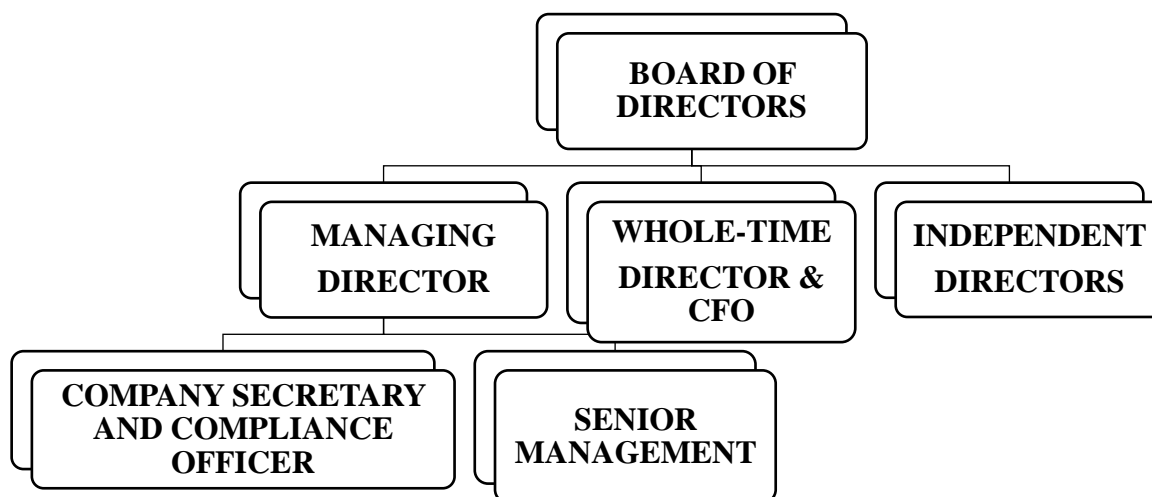 BOARD OF
DIRECTORS
MANAGING
DIRECTOR
WHOLE-TIME
DIRECTOR &
CFO
INDEPENDENT
DIRECTORS
COMPANY SECRETARY
AND COMPLIANCE
OFFICER
SENIOR
MANAGEMENT